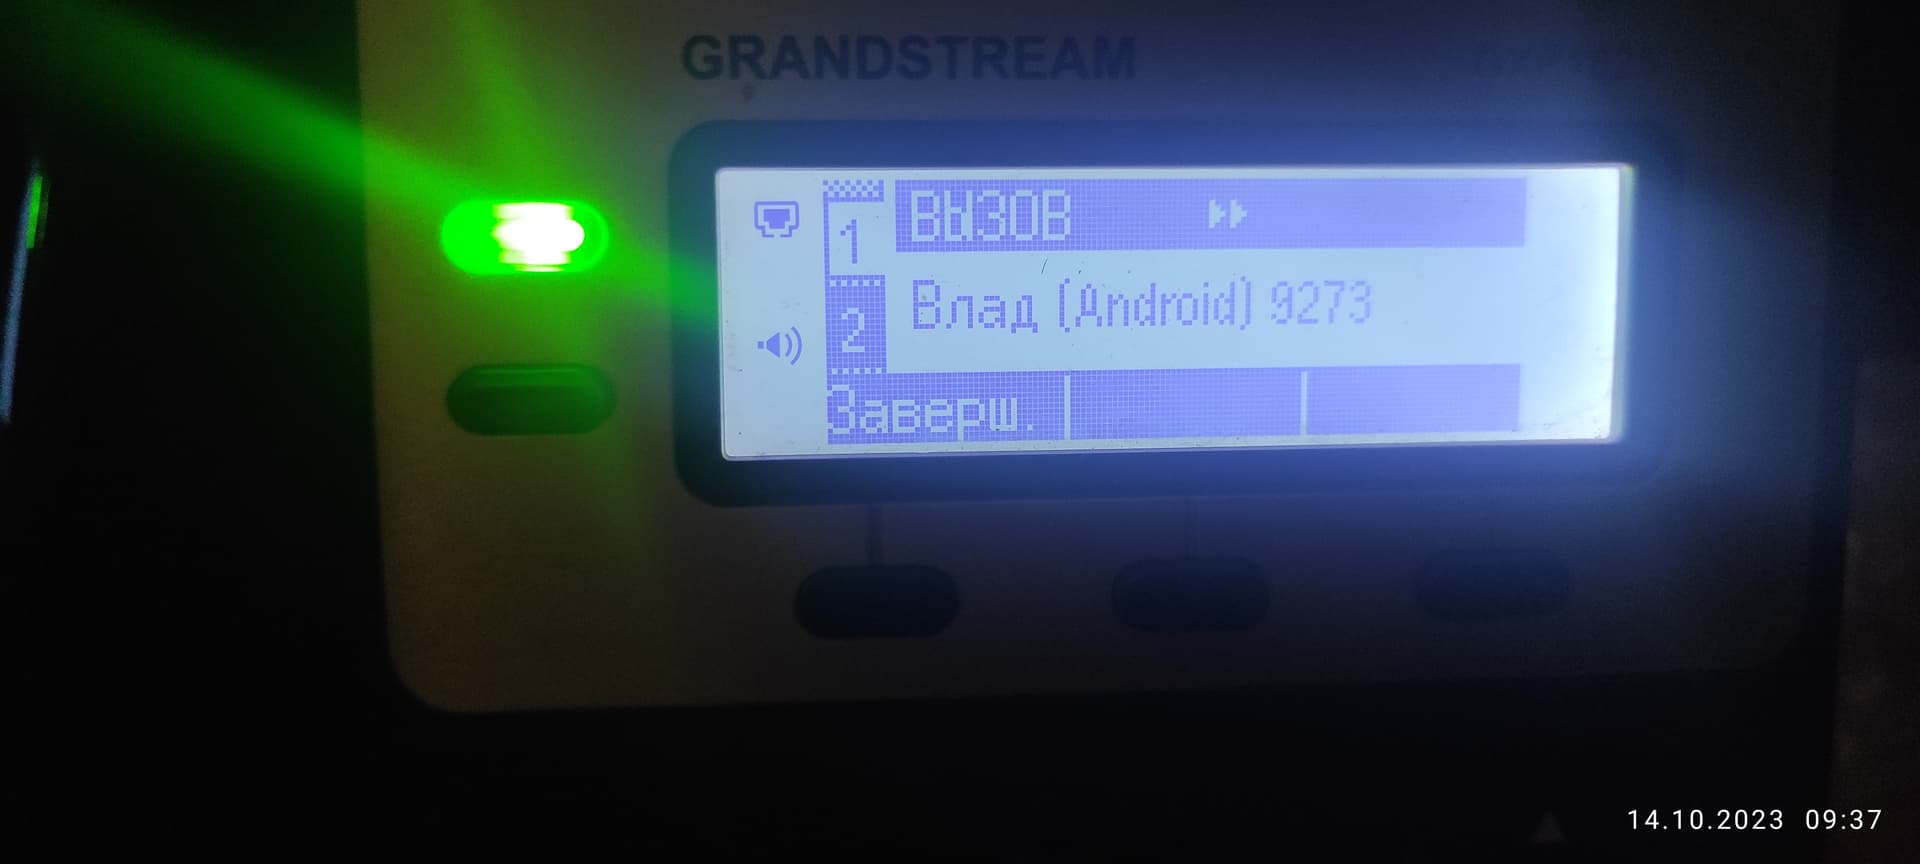 GRANDSTREAM
1
ВЫЗОВ
Влад (Android) 9273
2
Заверш.
14.10.2023 09:37